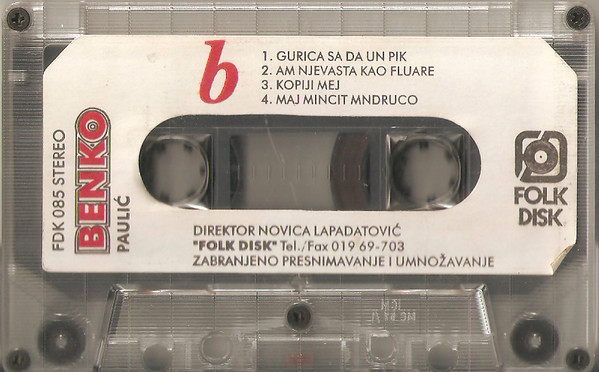 b
1. GURICA SA DA UN PIK
2. AM NJEVASTA KAO FLUARE
3. KOPIJI MEJ
4. MAJ MINCIT MNDRUCO
FDK 085 STEREO
BENKO
PAULIĆ
FOLK
DISK
DIREKTOR NOVICA LAPADATOVIĆ
"FOLK DISK" Tel./Fax 019 69-703
ZABRANJENO PRESNIMAVANJE I UMNOŽAVANJE